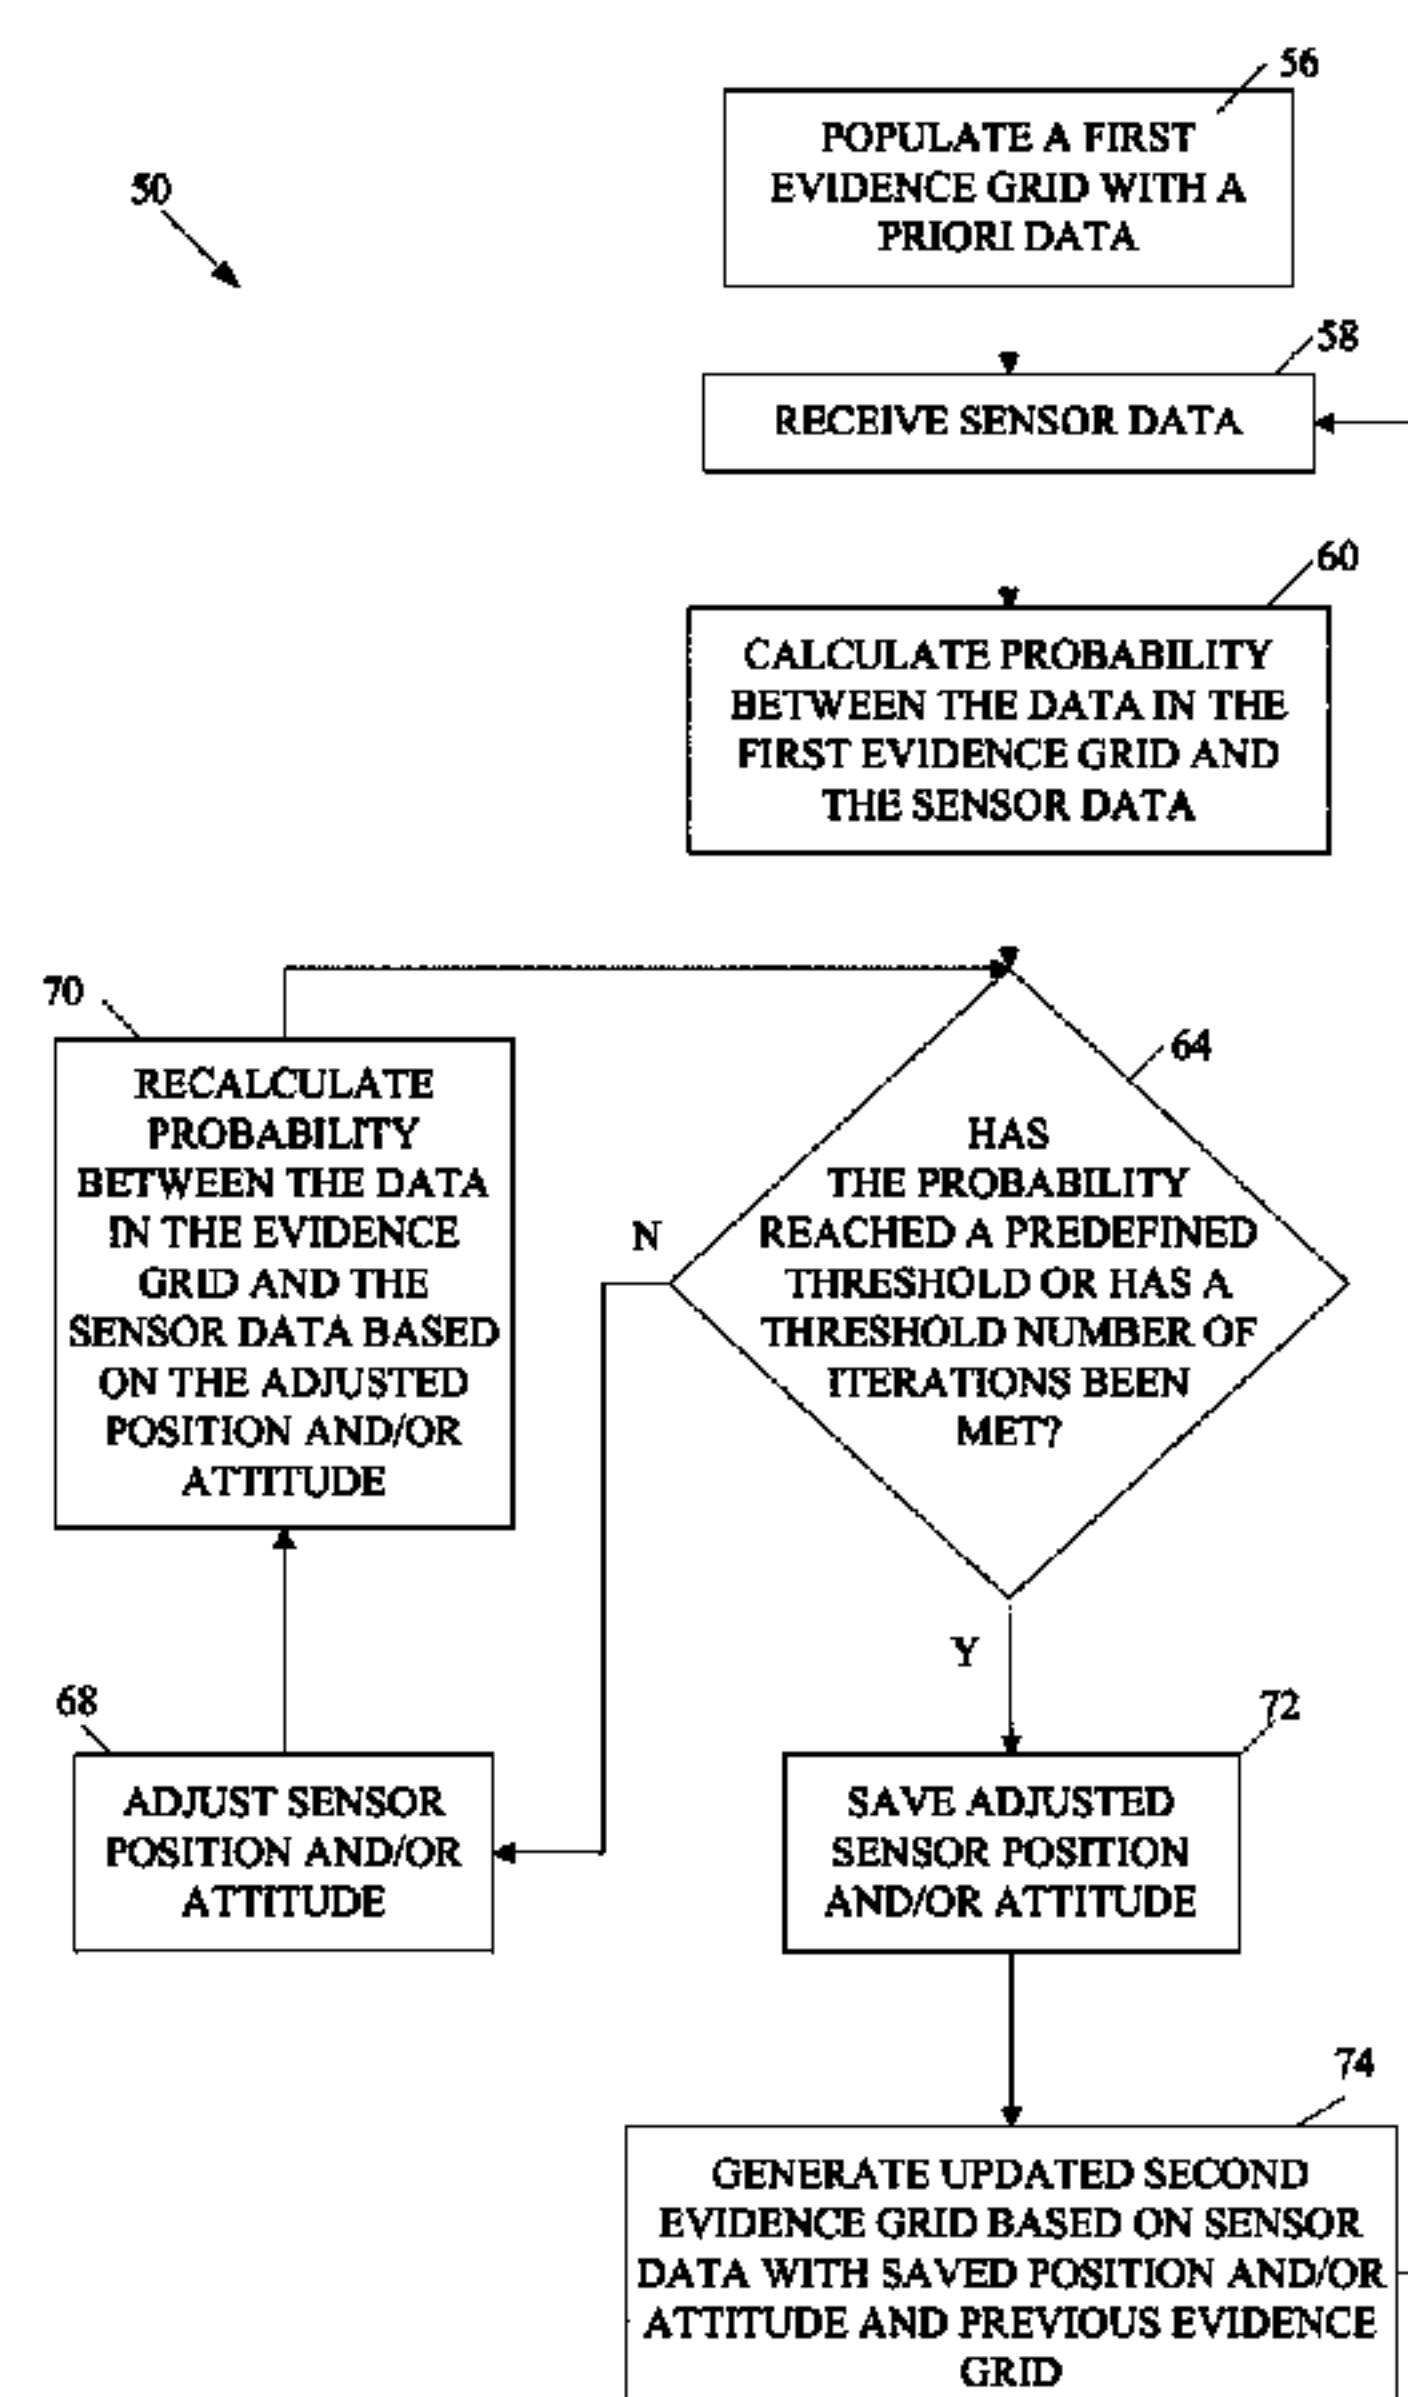 56
POPULATE A FIRST
EVIDENCE GRID WITH A
PRIORI DATA
50
58
RECEIVE SENSOR DATA
60
CALCULATE PROBABILITY
BETWEEN THE DATA IN THE
FIRST EVIDENCE GRID AND
THE SENSOR DATA
70
RECALCULATE
PROBABILITY
BETWEEN THE DATA
IN THE EVIDENCE
GRID AND THE
SENSOR DATA BASED
ON THE ADJUSTED
POSITION AND/OR
ATTITUDE
64
HAS
THE PROBABILITY
REACHED A PREDEFINED
THRESHOLD OR HAS A
THRESHOLD NUMBER OF
ITERATIONS BEEN
MET?
N
Y
68
ADJUST SENSOR
POSITION AND/OR
ATTITUDE
72
SAVE ADJUSTED
SENSOR POSITION
AND/OR ATTITUDE
74
GENERATE UPDATED SECOND
EVIDENCE GRID BASED ON SENSOR
DATA WITH SAVED POSITION AND/OR
ATTITUDE AND PREVIOUS EVIDENCE
GRID